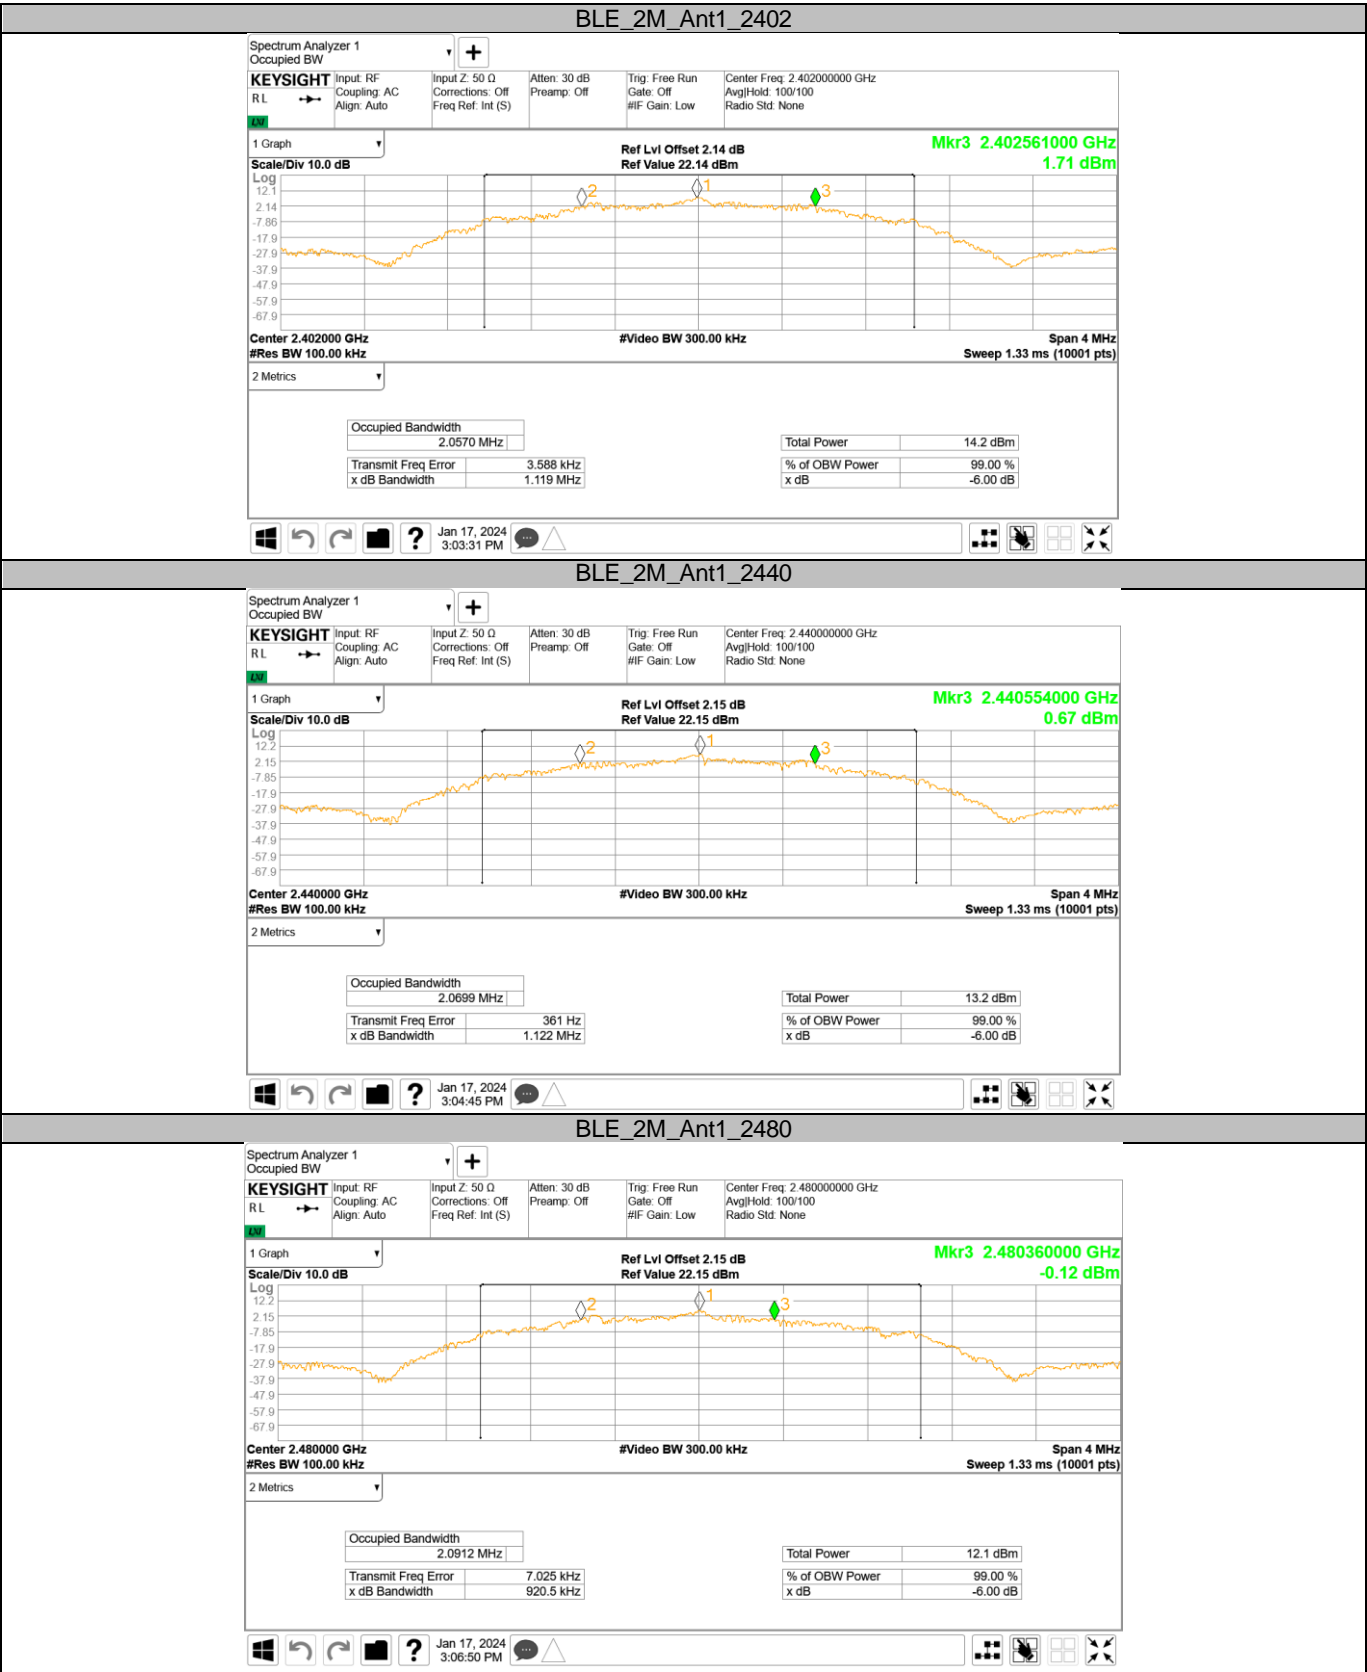 BLE_2M_Ant1_2402
Spectrum Analyzer 1
Occupied BW
KEYSIGHT
RL
LXI
Input: RF
Coupling: AC
Align: Auto
Input Z: 50 Ω
Corrections: Off
Freq Ref: Int (S)
Atten: 30 dB
Preamp: Off
Trig: Free Run
Gate: Off
#IF Gain: Low
Center Freq: 2.402000000 GHz
Avg|Hold: 100/100
Radio Std: None
1 Graph
Scale/Div 10.0 dB
Ref Lvl Offset 2.14 dB
Ref Value 22.14 dBm
Mkr3 2.402561000 GHz
1.71 dBm
Log
12.1
2.14
-7.86
-17.9
-27.9
-37.9
-47.9
-57.9
-67.9
2
1
3
Center 2.402000 GHz
#Video BW 300.00 kHz
Span 4 MHz
#Res BW 100.00 kHz
Sweep 1.33 ms (10001 pts)
2 Metrics
Occupied Bandwidth
2.0570 MHz
Total Power 14.2 dBm
Transmit Freq Error 3.588 kHz
% of OBW Power 99.00 %
x dB Bandwidth 1.119 MHz
x dB -6.00 dB
?
Jan 17, 2024
3:03:31 PM
BLE_2M_Ant1_2440
Spectrum Analyzer 1
Occupied BW
KEYSIGHT
RL
LXI
Input: RF
Coupling: AC
Align: Auto
Input Z: 50 Ω
Corrections: Off
Freq Ref: Int (S)
Atten: 30 dB
Preamp: Off
Trig: Free Run
Gate: Off
#IF Gain: Low
Center Freq: 2.440000000 GHz
Avg|Hold: 100/100
Radio Std: None
1 Graph
Scale/Div 10.0 dB
Ref Lvl Offset 2.15 dB
Ref Value 22.15 dBm
Mkr3 2.440554000 GHz
0.67 dBm
Log
12.2
2.15
-7.85
-17.9
-27.9
-37.9
-47.9
-57.9
-67.9
2
1
3
Center 2.440000 GHz
#Video BW 300.00 kHz
Span 4 MHz
#Res BW 100.00 kHz
Sweep 1.33 ms (10001 pts)
2 Metrics
Occupied Bandwidth
2.0699 MHz
Total Power 13.2 dBm
Transmit Freq Error 361 Hz
% of OBW Power 99.00 %
x dB Bandwidth 1.122 MHz
x dB -6.00 dB
?
Jan 17, 2024
3:04:45 PM
BLE_2M_Ant1_2480
Spectrum Analyzer 1
Occupied BW
KEYSIGHT
RL
LXI
Input: RF
Coupling: AC
Align: Auto
Input Z: 50 Ω
Corrections: Off
Freq Ref: Int (S)
Atten: 30 dB
Preamp: Off
Trig: Free Run
Gate: Off
#IF Gain: Low
Center Freq: 2.480000000 GHz
Avg|Hold: 100/100
Radio Std: None
1 Graph
Scale/Div 10.0 dB
Ref Lvl Offset 2.15 dB
Ref Value 22.15 dBm
Mkr3 2.480360000 GHz
-0.12 dBm
Log
12.2
2.15
-7.85
-17.9
-27.9
-37.9
-47.9
-57.9
-67.9
2
1
3
Center 2.480000 GHz
#Video BW 300.00 kHz
Span 4 MHz
#Res BW 100.00 kHz
Sweep 1.33 ms (10001 pts)
2 Metrics
Occupied Bandwidth
2.0912 MHz
Total Power 12.1 dBm
Transmit Freq Error 7.025 kHz
% of OBW Power 99.00 %
x dB Bandwidth 920.5 kHz
x dB -6.00 dB
?
Jan 17, 2024
3:06:50 PM